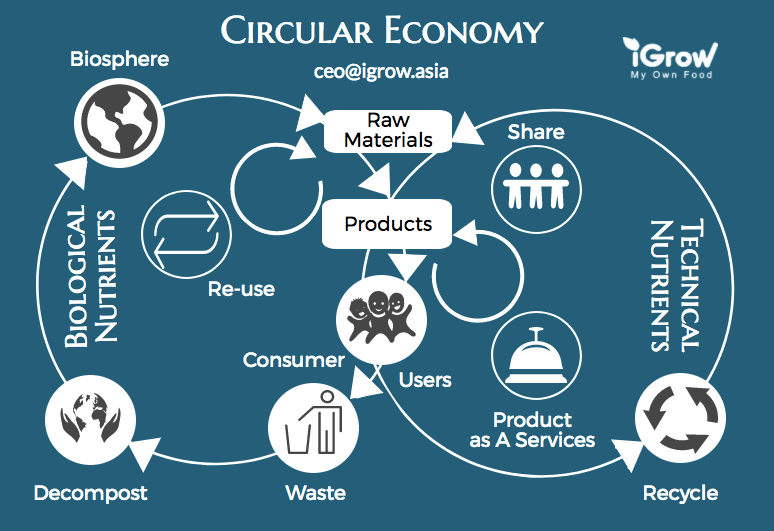 CIRCULAR ECONOMY
ceo@igrow.asia
iGrow
My Own Food
Biosphere
Raw
Materials
Share
Products
BIOLOGICAL
NUTRIENTS
TECHNICAL
NUTRIENTS
Re-use
Consumer
Users
Product
as A Services
Decompost
Waste
Recycle